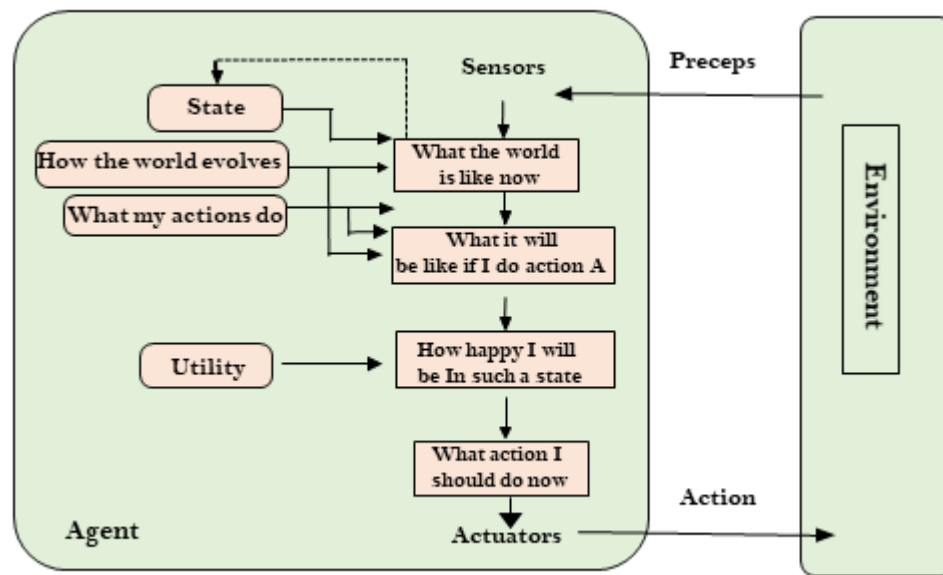 Sensors
Preceps
State
What the world
is like now
How the world evolves
What my actions do
What it will
be like if I do action A
Environment
How happy I will
be In such a state
Utility
What action I
should do now
Action
Agent
Actuators